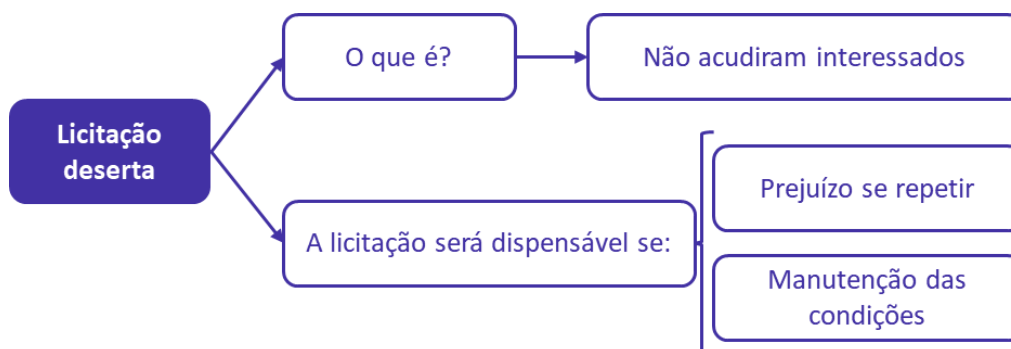 Licitação
deserta
O que é?
Não acudiram interessados
A licitação será dispensável se:
Prejuízo se repetir
Manutenção das
condições